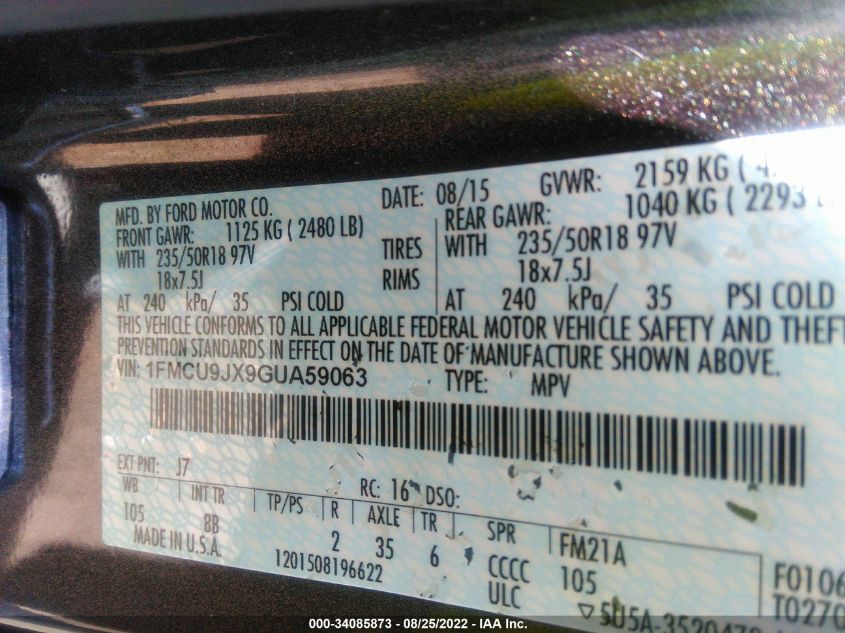 MFD. BY FORD MOTOR CO. DATE: 08/15 GVWR: 2159 KG (
FRONT GAWR: 1125 KG ( 2480 LB) REAR GAWR: 1040 KG ( 2293
WITH 235/50R18 97V TIRES WITH 235/50R18 97V
18x7.5J RIMS 18x7.5J
AT 240 kPa/ 35 PSI COLD AT 240 kPa/ 35 PSI COLD
THIS VEHICLE CONFORMS TO ALL APPLICABLE FEDERAL MOTOR VEHICLE SAFETY AND THEFT
PREVENTION STANDARDS IN EFFECT ON THE DATE OF MANUFACTURE SHOWN ABOVE.
VIN: 1FMCU9JX9GUA59063 TYPE: MPV
EXT PNT: J7 RC: 16 DSO:
WB INT TR TP/PS R AXLE TR SPR FM21A
105 8B 2 35 6 CCCC 105 F0106
MADE IN U.S.A. 1201508196622 ULC 5U5A-3520472 T0270
000-34085873 - 08/25/2022 - IAA Inc.